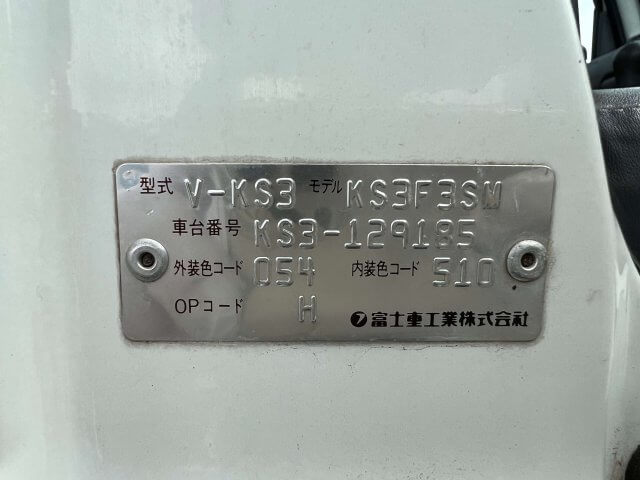 型式 V-KS3 モデル KS3F3SM
車台番号 KS3-129185
外装色コード 054 内装色コード 510
OPコード H 富士重工業株式会社